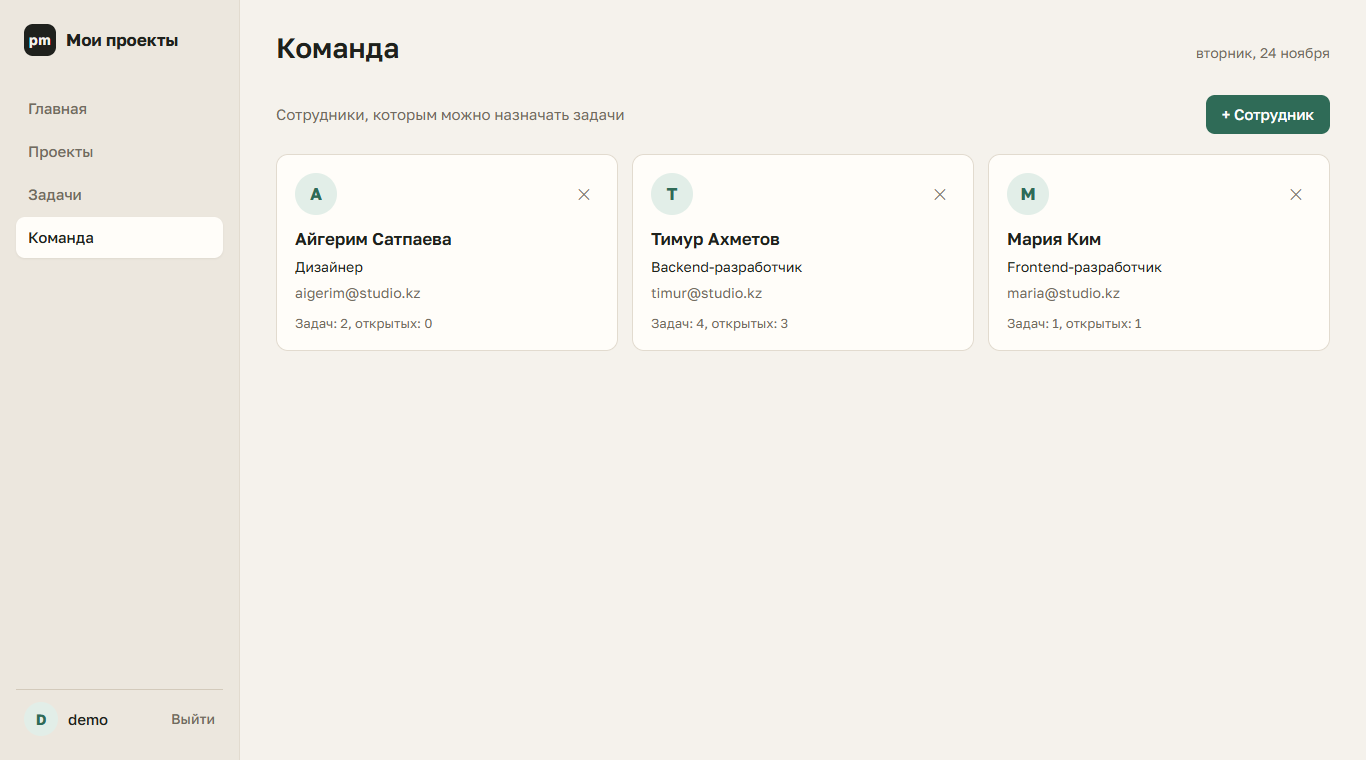 pm Мои проекты
Главная
Проекты
Задачи
Команда
D demo Выйти
Команда
вторник, 24 ноября
Сотрудники, которым можно назначать задачи
+ Сотрудник
А
Айгерим Сатпаева
Дизайнер
aigerim@studio.kz
Задач: 2, открытых: 0
Т
Тимур Ахметов
Backend-разработчик
timur@studio.kz
Задач: 4, открытых: 3
М
Мария Ким
Frontend-разработчик
maria@studio.kz
Задач: 1, открытых: 1